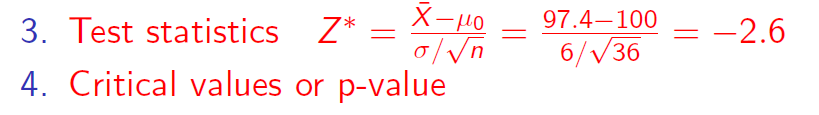 3. Test statistics Z* = X̄−μ₀ / σ/√n = 97.4−100 / 6/√36 = −2.6
4. Critical values or p-value